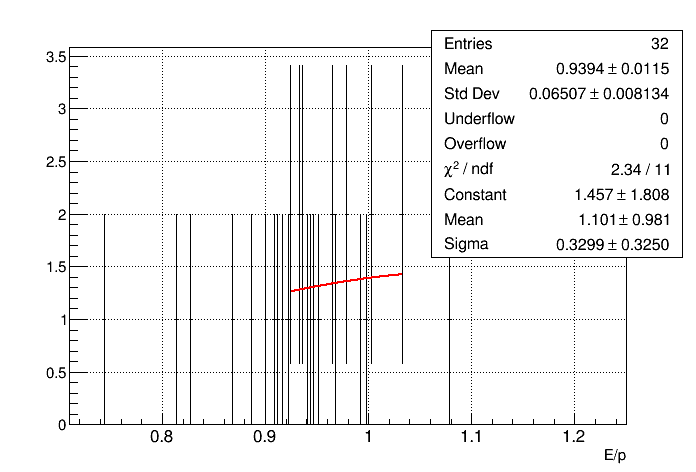 Entries 32
Mean 0.9394 ± 0.0115
Std Dev 0.06507 ± 0.008134
Underflow 0
Overflow 0
χ² / ndf 2.34 / 11
Constant 1.457 ± 1.808
Mean 1.101 ± 0.981
Sigma 0.3299 ± 0.3250
3.5
3
2.5
2
1.5
1
0.5
0
0.8 0.9 1 1.1 1.2
E/p